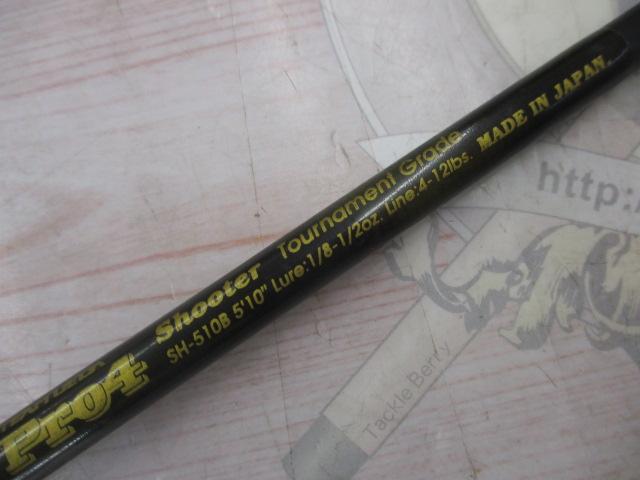 Pro4 Shooter Tournament Grade
SH-510B 5'10" Lure:1/8-1/2oz. Line:4-12lbs. MADE IN JAPAN
http:/
Tackle Berry